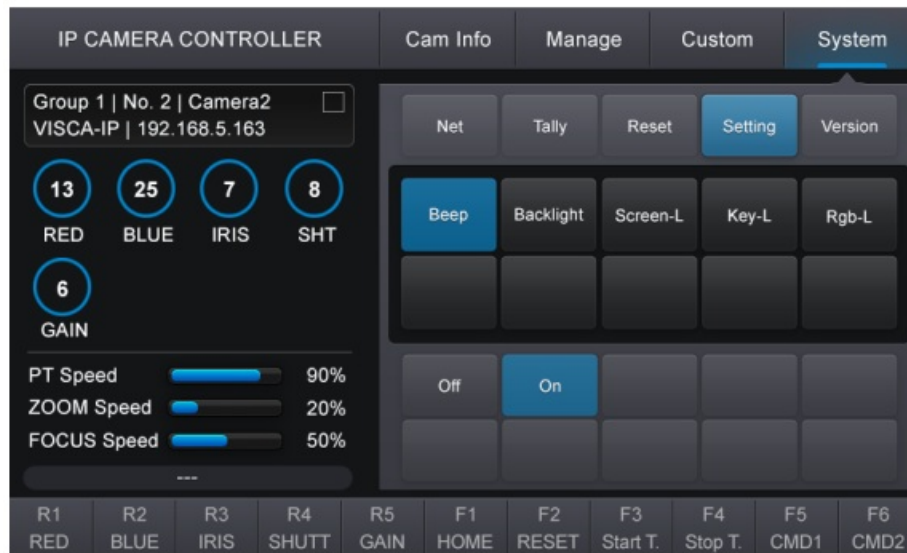 IP CAMERA CONTROLLER
Cam Info Manage Custom System
Group 1 | No. 2 | Camera2
VISCA-IP | 192.168.5.163
13 25 7 8
RED BLUE IRIS SHT
6
GAIN
PT Speed 90%
ZOOM Speed 20%
FOCUS Speed 50%
---
Net Tally Reset Setting Version
Beep Backlight Screen-L Key-L Rgb-L
Off On
R1 R2 R3 R4 R5 F1 F2 F3 F4 F5 F6
RED BLUE IRIS SHUTT GAIN HOME RESET Start T. Stop T. CMD1 CMD2